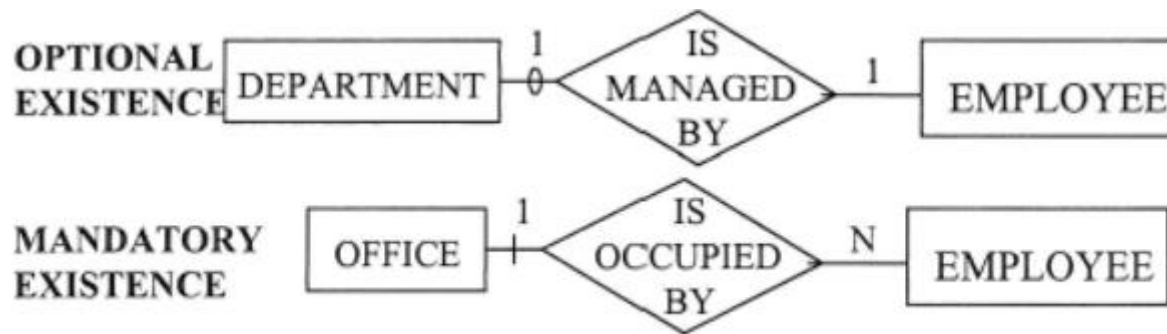 OPTIONAL
EXISTENCE
DEPARTMENT
1
IS
MANAGED
BY
1
EMPLOYEE
MANDATORY
EXISTENCE
OFFICE
1
IS
OCCUPIED
BY
N
EMPLOYEE